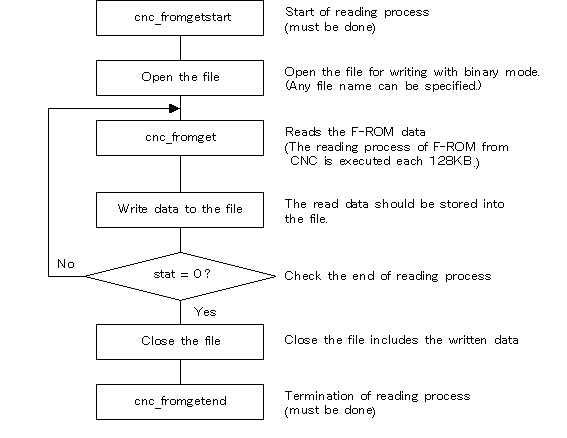 cnc_fromgetstart
Start of reading process
(must be done)
Open the file
Open the file for writing with binary mode.
(Any file name can be specified.)
cnc_fromget
Reads the F-ROM data
(The reading process of F-ROM from
CNC is executed each 128KB.)
Write data to the file
The read data should be stored into
the file.
No
stat = 0?
Check the end of reading process
Yes
Close the file
Close the file includes the written data
cnc_fromgetend
Termination of reading process
(must be done)